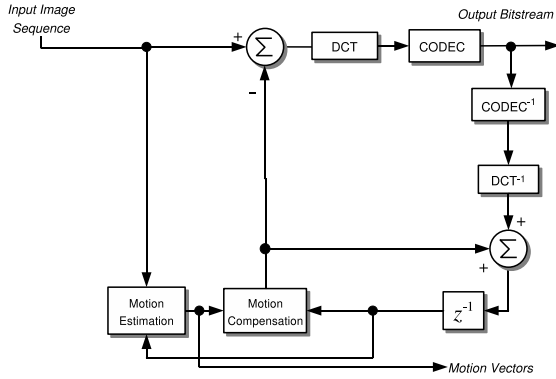 Input Image
Sequence
Output Bitstream
+
Σ
DCT
CODEC
−
CODEC-1
DCT-1
+
Σ
+
Motion
Estimation
Motion
Compensation
z-1
Motion Vectors